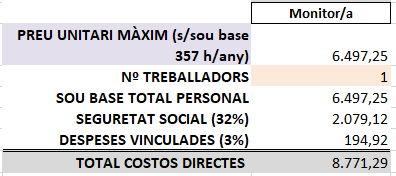 Monitor/a
PREU UNITARI MÀXIM (s/sou base
357 h/any) 6.497,25
Nº TREBALLADORS 1
SOU BASE TOTAL PERSONAL 6.497,25
SEGURETAT SOCIAL (32%) 2.079,12
DESPESES VINCULADES (3%) 194,92
TOTAL COSTOS DIRECTES 8.771,29